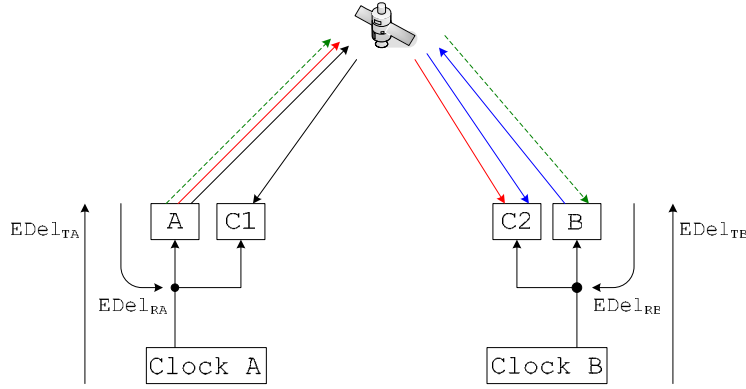 A
C1
C2
B
EDelTA
EDelTB
EDelRA
EDelRB
Clock A
Clock B